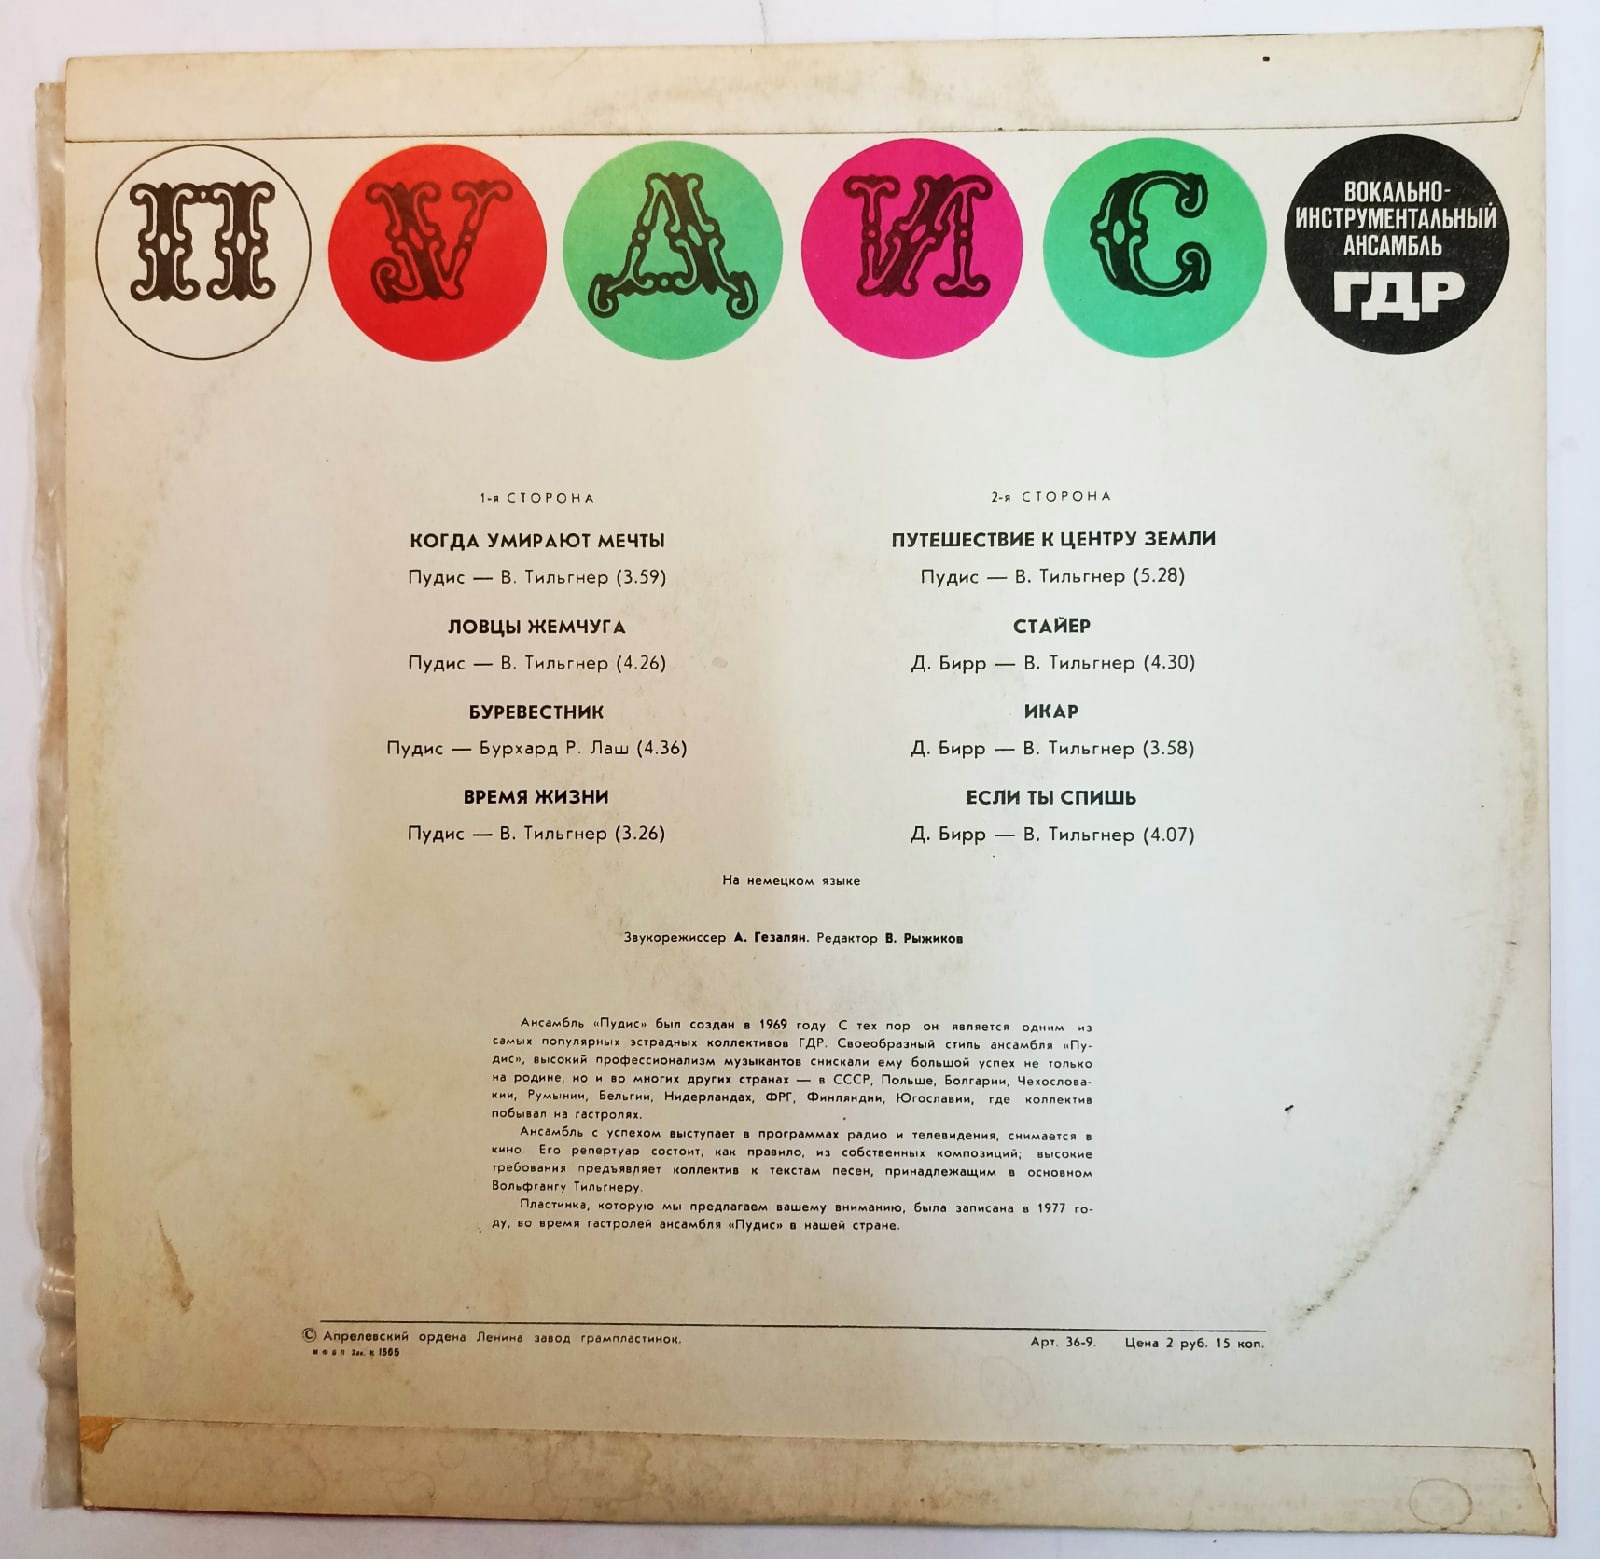 ПУДИС
ВОКАЛЬНО-
ИНСТРУМЕНТАЛЬНЫЙ
АНСАМБЛЬ
ГДР
1-я СТОРОНА
КОГДА УМИРАЮТ МЕЧТЫ
Пудис — В. Тильгнер (3.59)
ЛОВЦЫ ЖЕМЧУГА
Пудис — В. Тильгнер (4.26)
БУРЕВЕСТНИК
Пудис — Бурхард Р. Лаш (4.36)
ВРЕМЯ ЖИЗНИ
Пудис — В. Тильгнер (3.26)
2-я СТОРОНА
ПУТЕШЕСТВИЕ К ЦЕНТРУ ЗЕМЛИ
Пудис — В. Тильгнер (5.28)
СТАЙЕР
Д. Бирр — В. Тильгнер (4.30)
ИКАР
Д. Бирр — В. Тильгнер (3.58)
ЕСЛИ ТЫ СПИШЬ
Д. Бирр — В. Тильгнер (4.07)
На немецком языке
Звукорежиссер А. Гезалян. Редактор В. Рыжиков
Ансамбль «Пудис» был создан в 1969 году С тех пор он является одним из
самых популярных эстрадных коллективов ГДР. Своеобразный стиль ансамбля «Пу-
дис», высокий профессионализм музыкантов снискали ему большой успех не только
на родине, но и во многих других странах — в СССР, Польше, Болгарии, Чехослова-
кии, Румынии, Бельгии, Нидерландах, ФРГ, Финляндии, Югославии, где коллектив
побывал на гастролях.
Ансамбль с успехом выступает в программах радио и телевидения, снимается в
кино Его репертуар состоит, как правило, из собственных композиций; высокие
требования предъявляет коллектив к текстам песен, принадлежащим в основном
Вольфгангу Тильгнеру.
Пластинка, которую мы предлагаем вашему вниманию, была записана в 1977 го-
ду, во время гастролей ансамбля «Пудис» в нашей стране.
© Апрелевский ордена Ленина завод грампластинок.
Арт. 36-9. Цена 2 руб. 15 коп.
Зак. 1505